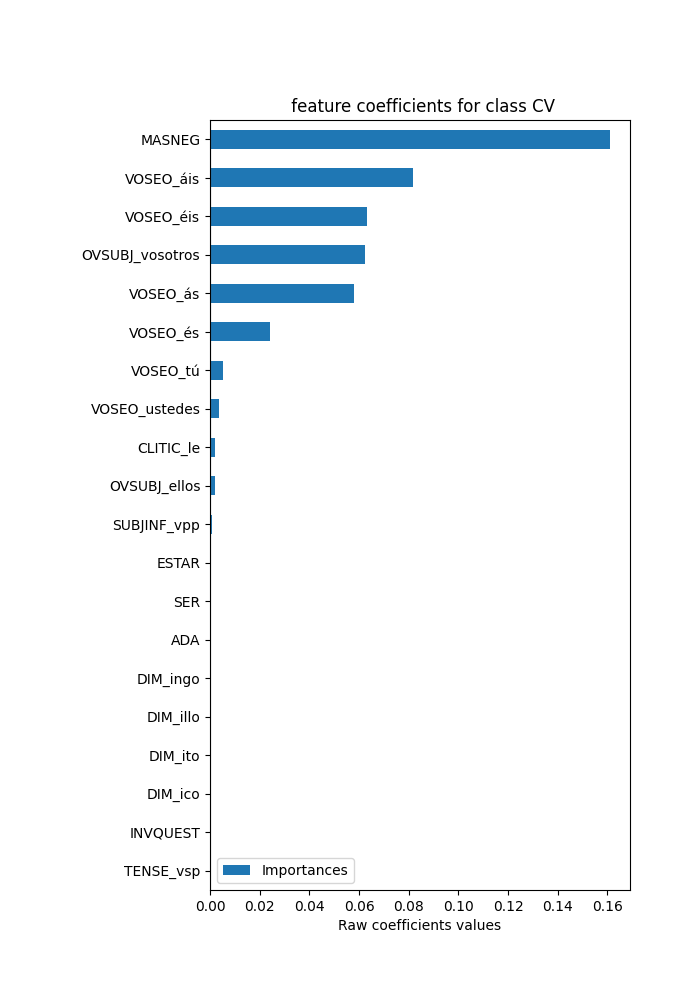 feature coefficients for class CV
MASNEG
VOSEO_áis
VOSEO_éis
OVSUBJ_vosotros
VOSEO_ás
VOSEO_és
VOSEO_tú
VOSEO_ustedes
CLITIC_le
OVSUBJ_ellos
SUBJINF_vpp
ESTAR
SER
ADA
DIM_ingo
DIM_illo
DIM_ito
DIM_ico
INVQUEST
TENSE_vsp
Importances
0.00 0.02 0.04 0.06 0.08 0.10 0.12 0.14 0.16
Raw coefficients values